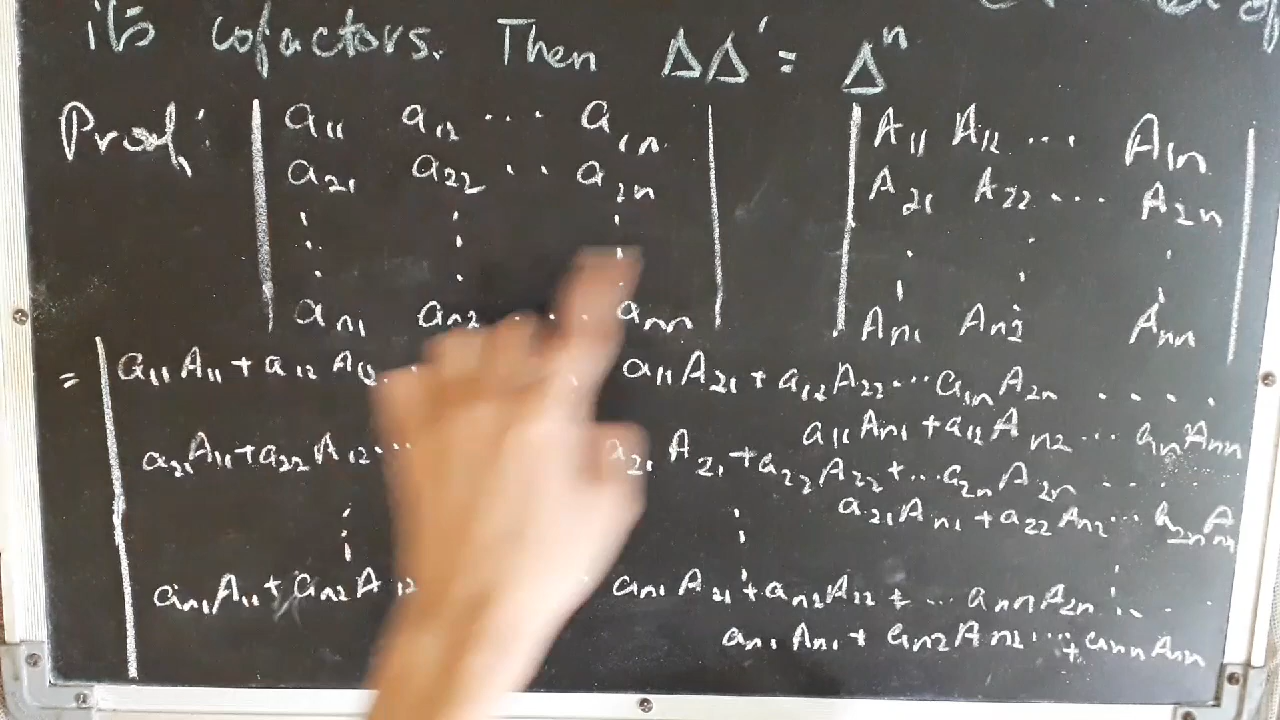 its cofactors. Then ΔΔ' = Δⁿ
Proof: | a₁₁ a₁₂ ... a₁ₙ | | A₁₁ A₁₂ ... A₁ₙ |
a₂₁ a₂₂ ... a₂ₙ A₂₁ A₂₂ ... A₂ₙ
aₙ₁ aₙ₂ ... aₙₙ Aₙ₁ Aₙ₂ Aₙₙ
= | a₁₁A₁₁ + a₁₂A₁₂ ... a₁₁A₂₁ + a₁₂A₂₂ ... a₁ₙA₂ₙ .....
a₁₁Aₙ₁ + a₁₂Aₙ₂ ... a₁ₙAₙₙ
a₂₁A₁₁ + a₂₂A₁₂ ... a₂₁A₂₁ + a₂₂A₂₂ + ... a₂ₙA₂ₙ ....
a₂₁Aₙ₁ + a₂₂Aₙ₂ ... a₂ₙAₙₙ
aₙ₁A₁₁ + aₙ₂A₁₂ aₙ₁A₂₁ + aₙ₂A₂₂ + ... aₙₙA₂ₙ ....
aₙ₁Aₙ₁ + aₙ₂Aₙ₂ ... + aₙₙAₙₙ